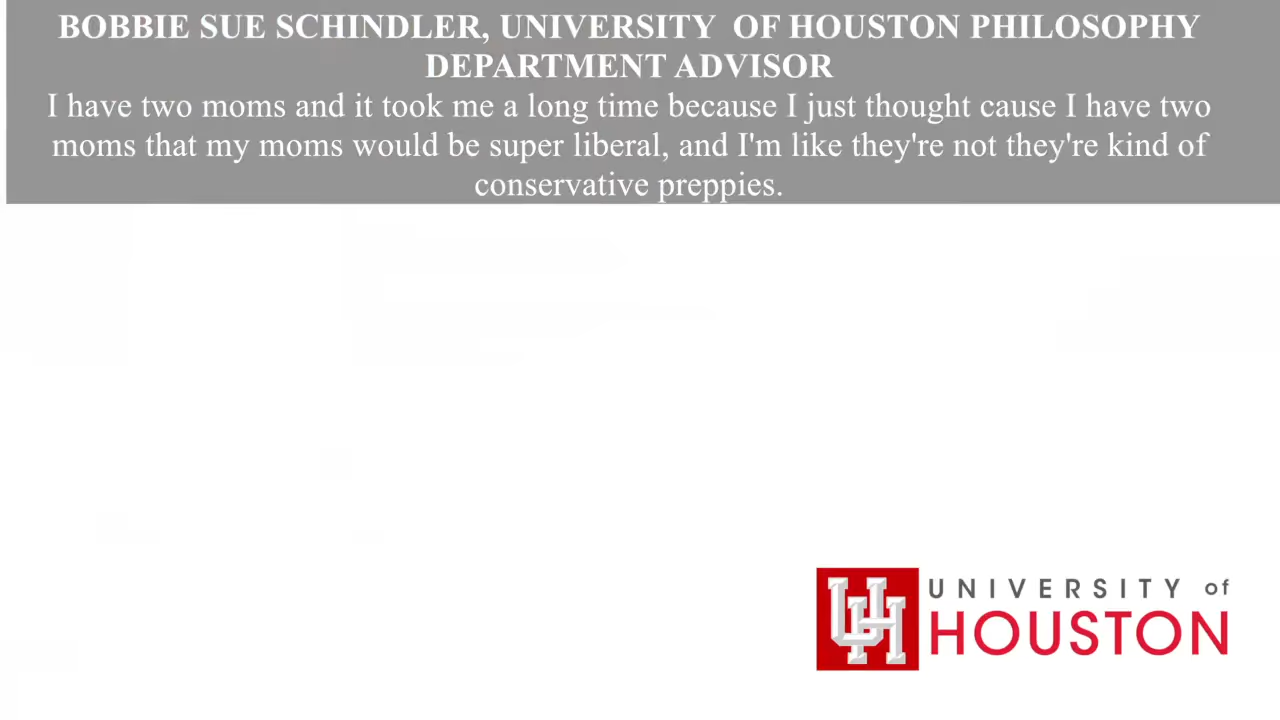 BOBBIE SUE SCHINDLER, UNIVERSITY OF HOUSTON PHILOSOPHY
DEPARTMENT ADVISOR
I have two moms and it took me a long time because I just thought cause I have two
moms that my moms would be super liberal, and I'm like they're not they're kind of
conservative preppies.
UH
UNIVERSITY of
HOUSTON